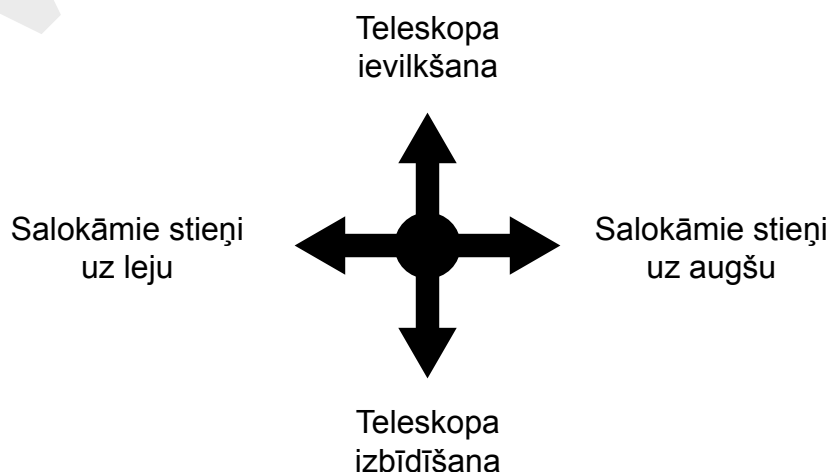 Teleskopa
ievilkšana
Salokāmie stieņi
uz leju
Salokāmie stieņi
uz augšu
Teleskopa
izbīdīšana